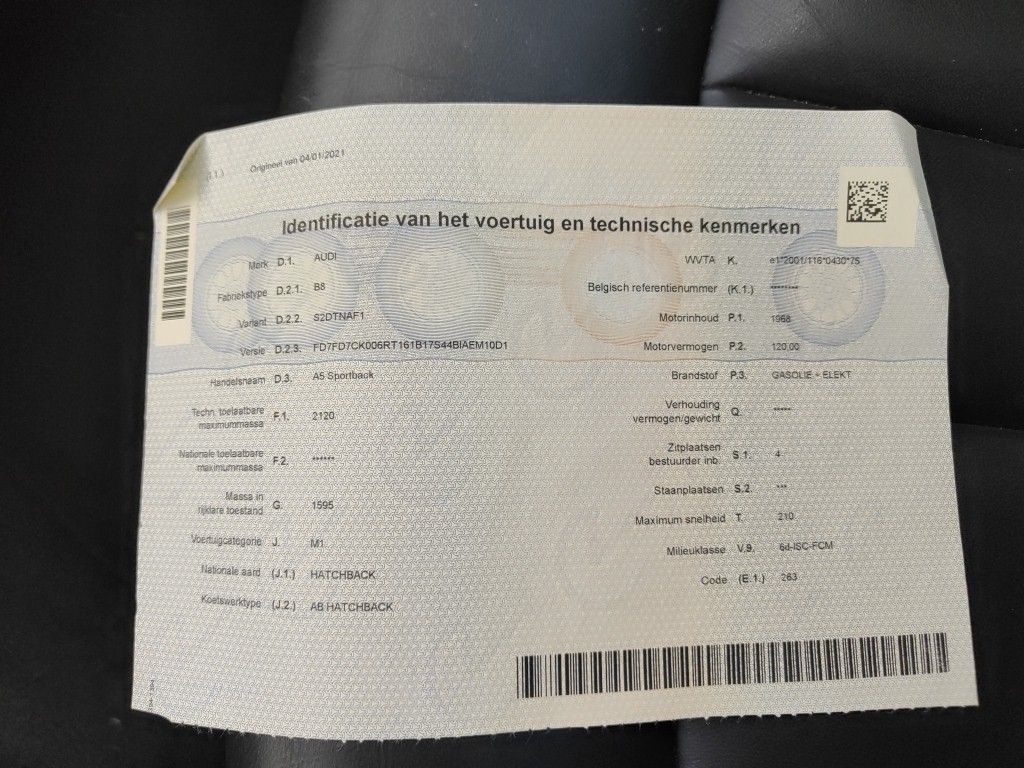 (I.1.) Origineel van 04/01/2021
Identificatie van het voertuig en technische kenmerken
Merk D.1. AUDI
Fabriekstype D.2.1. B8
Variant D.2.2. S2DTNAF1
Versie D.2.3. FD7FD7CK006RT161B17S44BIAEM10D1
Handelsnaam D.3. A5 Sportback
Techn. toelaatbare
maximummassa F.1. 2120
Nationale toelaatbare
maximummassa F.2. ******
Massa in
rijklare toestand G. 1595
Voertuigcategorie J. M1
Nationale aard (J.1.) HATCHBACK
Koetswerktype (J.2.) AB HATCHBACK
WVTA K. e1*2001/116*0430*75
Belgisch referentienummer (K.1.) ********
Motorinhoud P.1. 1968
Motorvermogen P.2. 120,00
Brandstof P.3. GASOLIE + ELEKT
Verhouding
vermogen/gewicht Q. *****
Zitplaatsen
bestuurder inb. S.1. 4
Staanplaatsen S.2. ***
Maximum snelheid T. 210
Milieuklasse V.9. 6d-ISC-FCM
Code (E.1.) 263